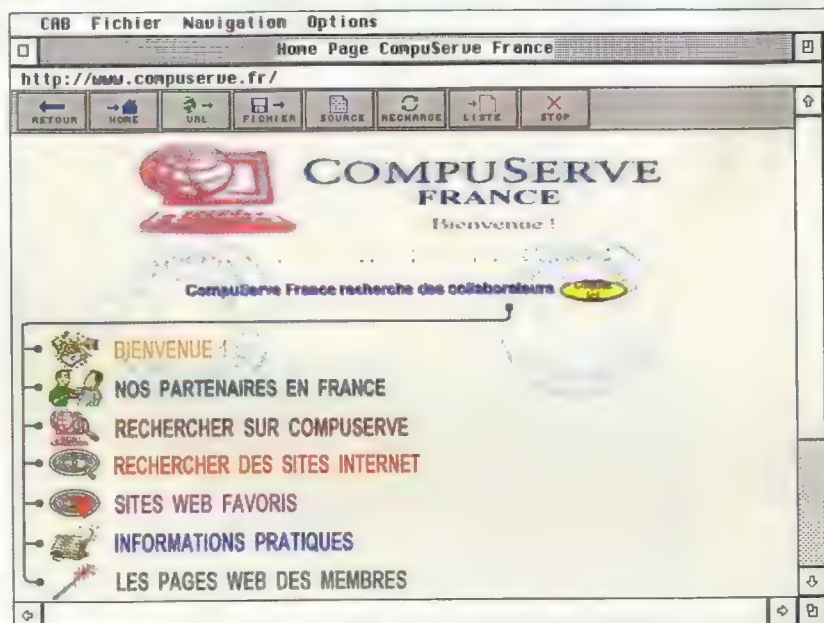 CAB Fichier Navigation Options
Home Page CompuServe France
http://www.compuserve.fr/
RETOUR HOME URL FICHIER SOURCE RECHARGE LISTE STOP
COMPUSERVE
FRANCE
Bienvenue !
CompuServe France recherche des collaborateurs
BIENVENUE !
NOS PARTENAIRES EN FRANCE
RECHERCHER SUR COMPUSERVE
RECHERCHER DES SITES INTERNET
SITES WEB FAVORIS
INFORMATIONS PRATIQUES
LES PAGES WEB DES MEMBRES